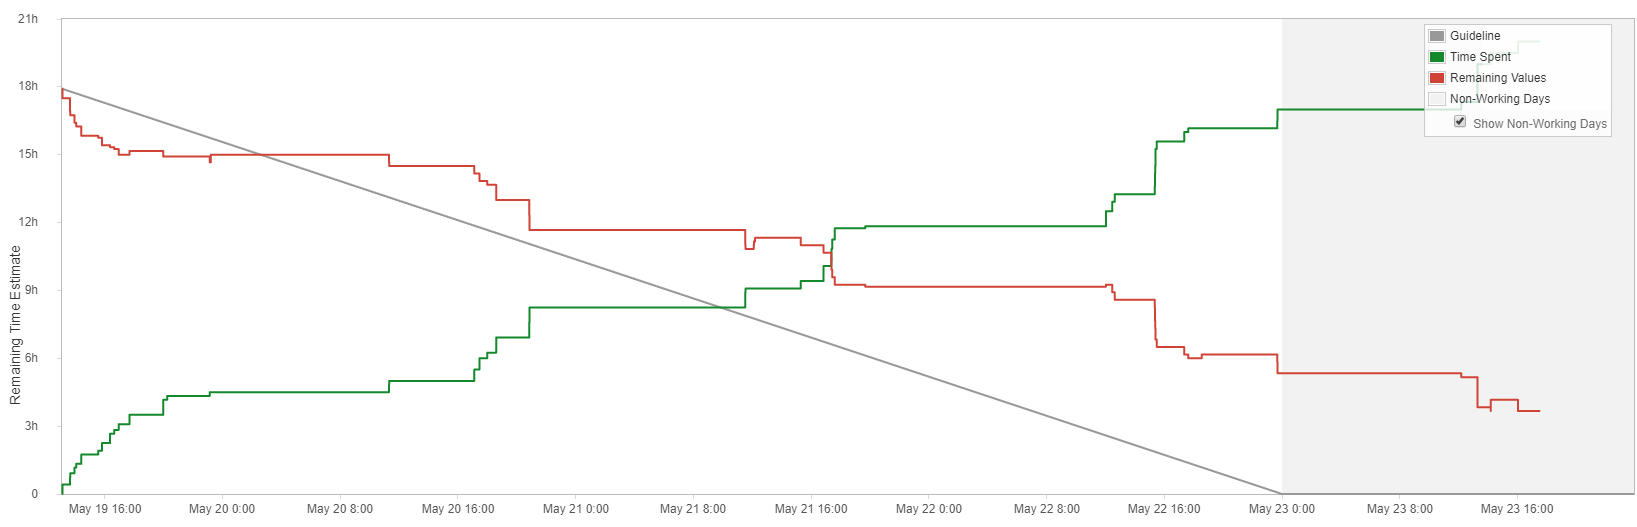 21h
18h
15h
12h
9h
6h
3h
0
Remaining Time Estimate
Guideline
Time Spent
Remaining Values
Non-Working Days
Show Non-Working Days
May 19 16:00
May 20 0:00
May 20 8:00
May 20 16:00
May 21 0:00
May 21 8:00
May 21 16:00
May 22 0:00
May 22 8:00
May 22 16:00
May 23 0:00
May 23 8:00
May 23 16:00